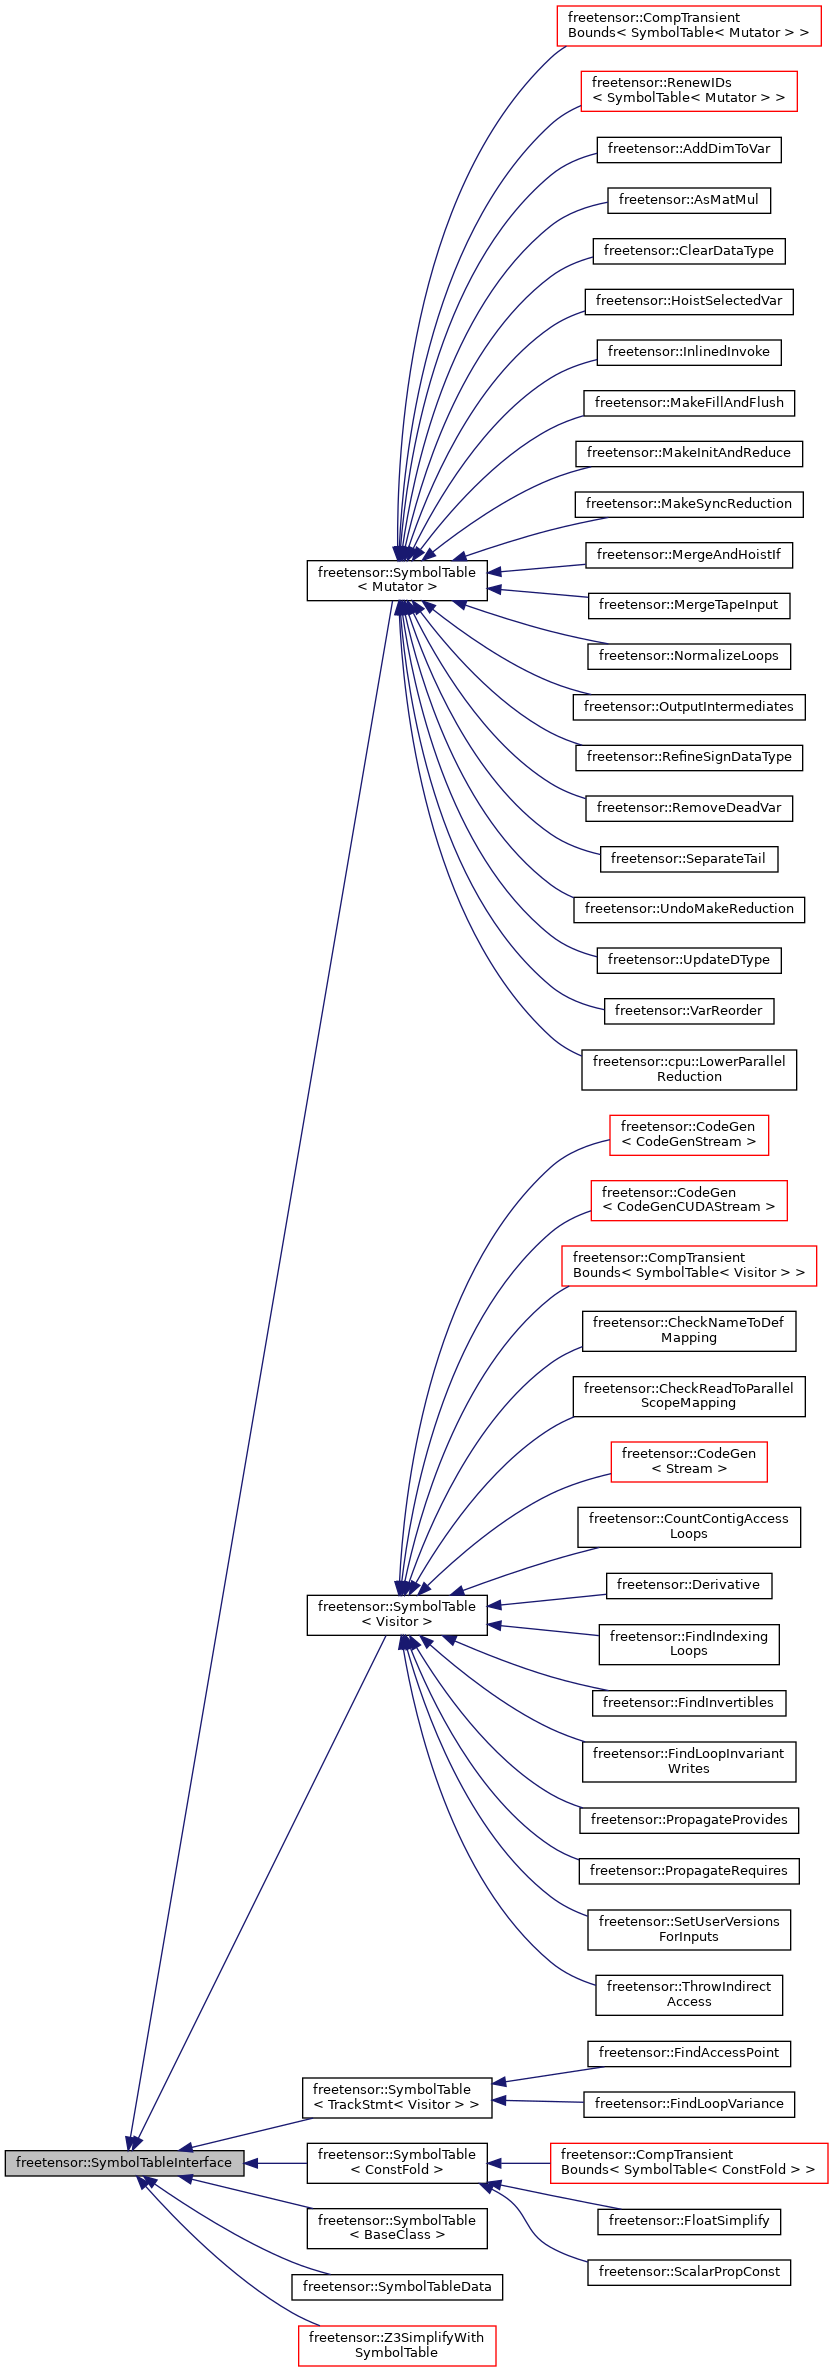 freetensor::CompTransient
Bounds< SymbolTable< Mutator > >
freetensor::RenewIDs
< SymbolTable< Mutator > >
freetensor::AddDimToVar
freetensor::AsMatMul
freetensor::ClearDataType
freetensor::HoistSelectedVar
freetensor::InlinedInvoke
freetensor::MakeFillAndFlush
freetensor::MakeInitAndReduce
freetensor::MakeSyncReduction
freetensor::MergeAndHoistIf
freetensor::SymbolTable
< Mutator >
freetensor::MergeTapeInput
freetensor::NormalizeLoops
freetensor::OutputIntermediates
freetensor::RefineSignDataType
freetensor::RemoveDeadVar
freetensor::SeparateTail
freetensor::UndoMakeReduction
freetensor::UpdateDType
freetensor::VarReorder
freetensor::cpu::LowerParallel
Reduction
freetensor::CodeGen
< CodeGenStream >
freetensor::CodeGen
< CodeGenCUDAStream >
freetensor::CompTransient
Bounds< SymbolTable< Visitor > >
freetensor::CheckNameToDef
Mapping
freetensor::CheckReadToParallel
ScopeMapping
freetensor::CodeGen
< Stream >
freetensor::CountContigAccess
Loops
freetensor::Derivative
freetensor::SymbolTable
< Visitor >
freetensor::FindIndexing
Loops
freetensor::FindInvertibles
freetensor::FindLoopInvariant
Writes
freetensor::PropagateProvides
freetensor::PropagateRequires
freetensor::SetUserVersions
ForInputs
freetensor::ThrowIndirect
Access
freetensor::FindAccessPoint
freetensor::SymbolTable
< TrackStmt< Visitor > >
freetensor::FindLoopVariance
freetensor::SymbolTableInterface
freetensor::SymbolTable
< ConstFold >
freetensor::CompTransient
Bounds< SymbolTable< ConstFold > >
freetensor::SymbolTable
< BaseClass >
freetensor::FloatSimplify
freetensor::ScalarPropConst
freetensor::SymbolTableData
freetensor::Z3SimplifyWith
SymbolTable